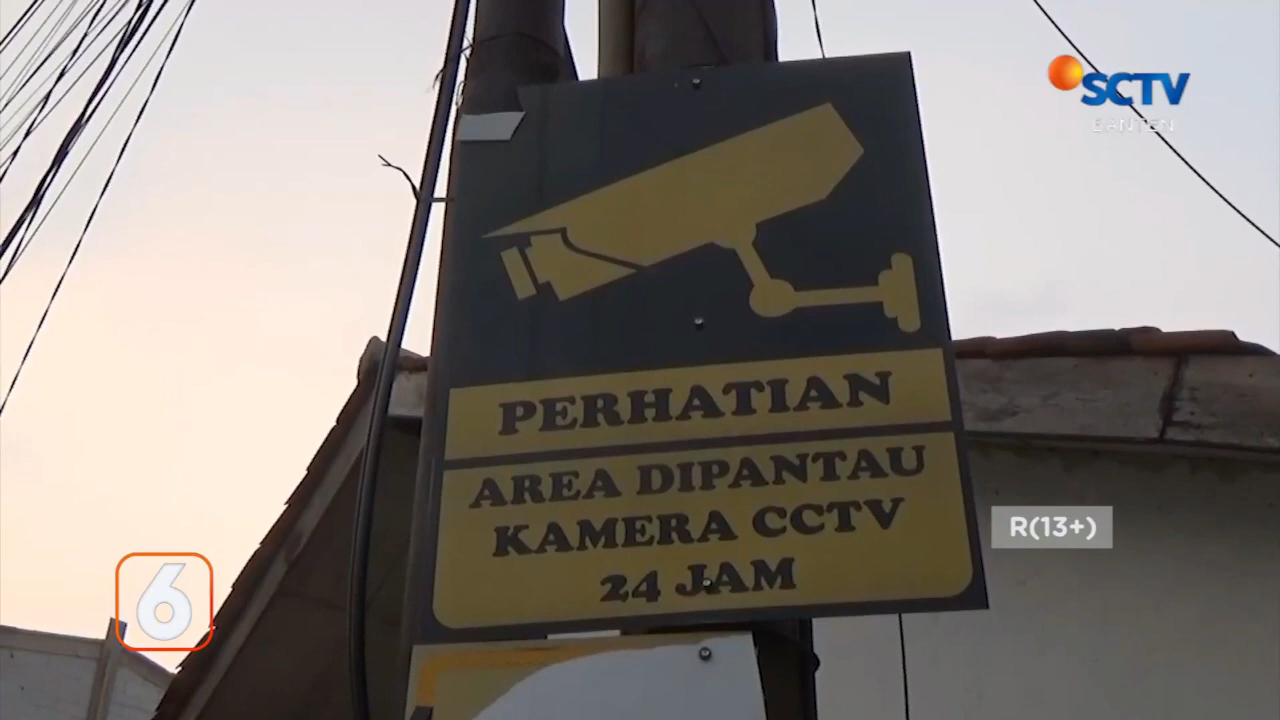 SCTV
BANTEN
PERHATIAN
AREA DIPANTAU
KAMERA CCTV
24 JAM
R(13+)
6